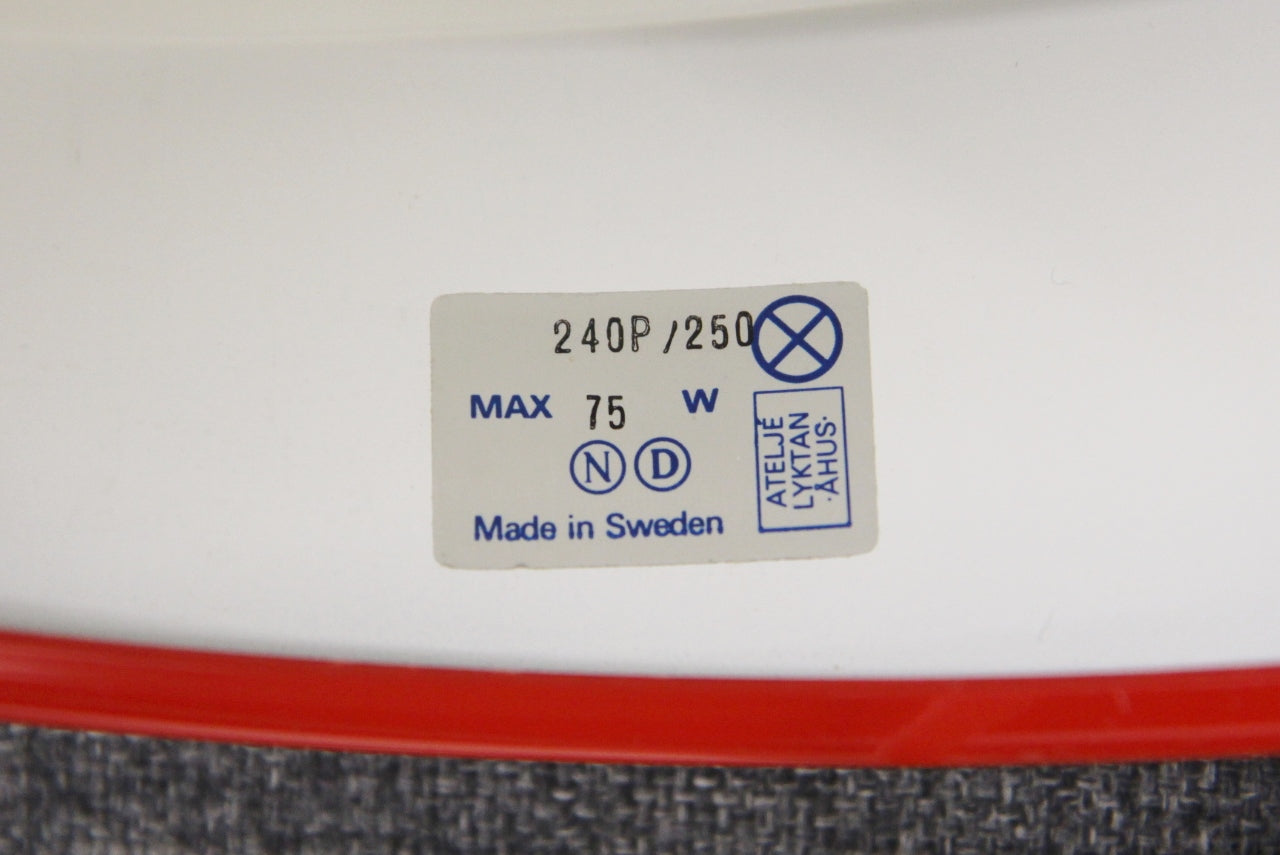 240P/250
MAX 75 W
N D
Made in Sweden
ATELJÉ
LYKTAN
·ÅHUS·